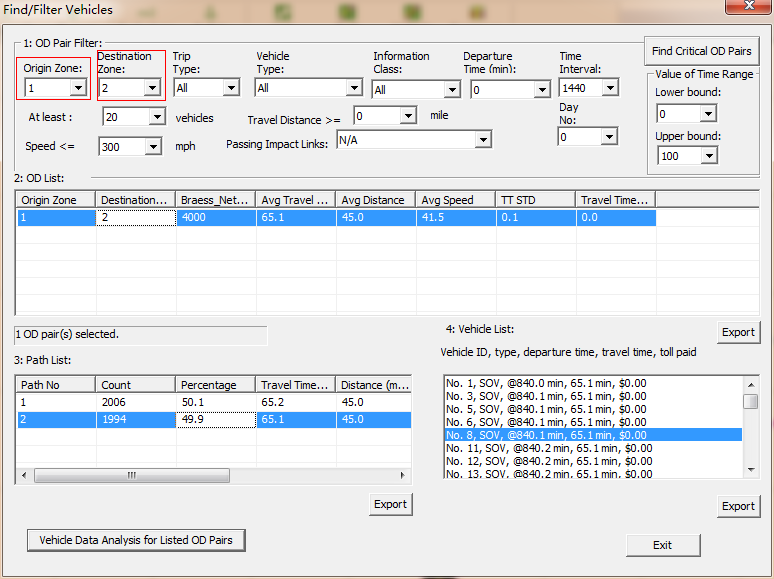 Find/Filter Vehicles
1: OD Pair Filter:
Origin Zone: Destination Zone: Trip Type: Vehicle Type: Information Class: Departure Time (min): Time Interval:
1 2 All All All 0 1440
Find Critical OD Pairs
Value of Time Range
Lower bound:
0
Upper bound:
100
At least : 20 vehicles Travel Distance >= 0 mile Day No:
Speed <= 300 mph Passing Impact Links: N/A 0
2: OD List:
Origin Zone Destination... Braess_Net... Avg Travel ... Avg Distance Avg Speed TT STD Travel Time...
1 2 4000 65.1 45.0 41.5 0.1 0.0
1 OD pair(s) selected.
Export
3: Path List:
Path No Count Percentage Travel Time... Distance (m...
1 2006 50.1 65.2 45.0
2 1994 49.9 65.1 45.0
Export
4: Vehicle List:
Vehicle ID, type, departure time, travel time, toll paid
No. 1, SOV, @840.0 min, 65.1 min, $0.00
No. 3, SOV, @840.1 min, 65.1 min, $0.00
No. 5, SOV, @840.1 min, 65.1 min, $0.00
No. 6, SOV, @840.1 min, 65.1 min, $0.00
No. 8, SOV, @840.1 min, 65.1 min, $0.00
No. 11, SOV, @840.2 min, 65.1 min, $0.00
No. 12, SOV, @840.2 min, 65.1 min, $0.00
No. 13, SOV, @840.2 min, 65.1 min, $0.00
Export
Vehicle Data Analysis for Listed OD Pairs
Exit